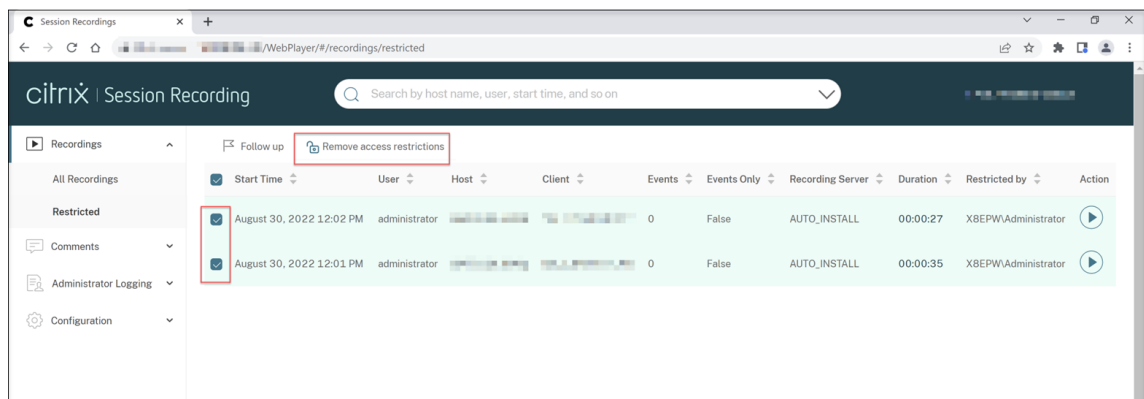 Session Recordings
/WebPlayer/#/recordings/restricted
citrix | Session Recording
Search by host name, user, start time, and so on
Recordings
All Recordings
Restricted
Comments
Administrator Logging
Configuration
Follow up Remove access restrictions
Start Time User Host Client Events Events Only Recording Server Duration Restricted by Action
August 30, 2022 12:02 PM administrator 0 False AUTO_INSTALL 00:00:27 X8EPW\Administrator
August 30, 2022 12:01 PM administrator 0 False AUTO_INSTALL 00:00:35 X8EPW\Administrator